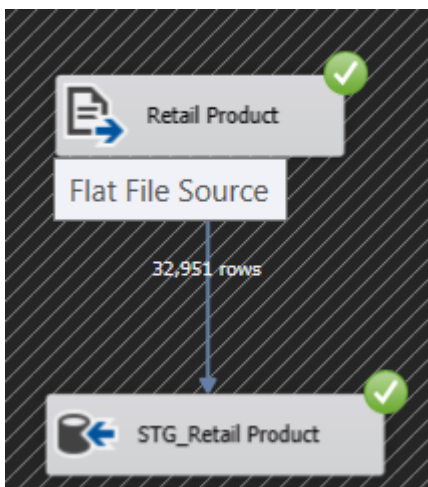 Retail Product
Flat File Source
32,951 rows
STG_Retail Product